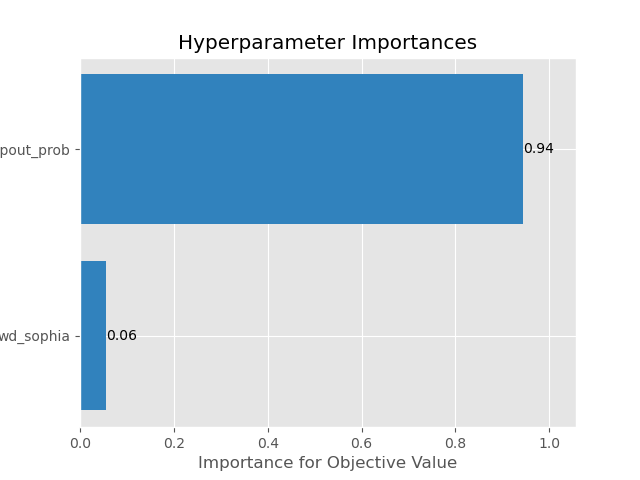 Hyperparameter Importances
pout_prob
0.94
wd_sophia
0.06
0.0 0.2 0.4 0.6 0.8 1.0
Importance for Objective Value